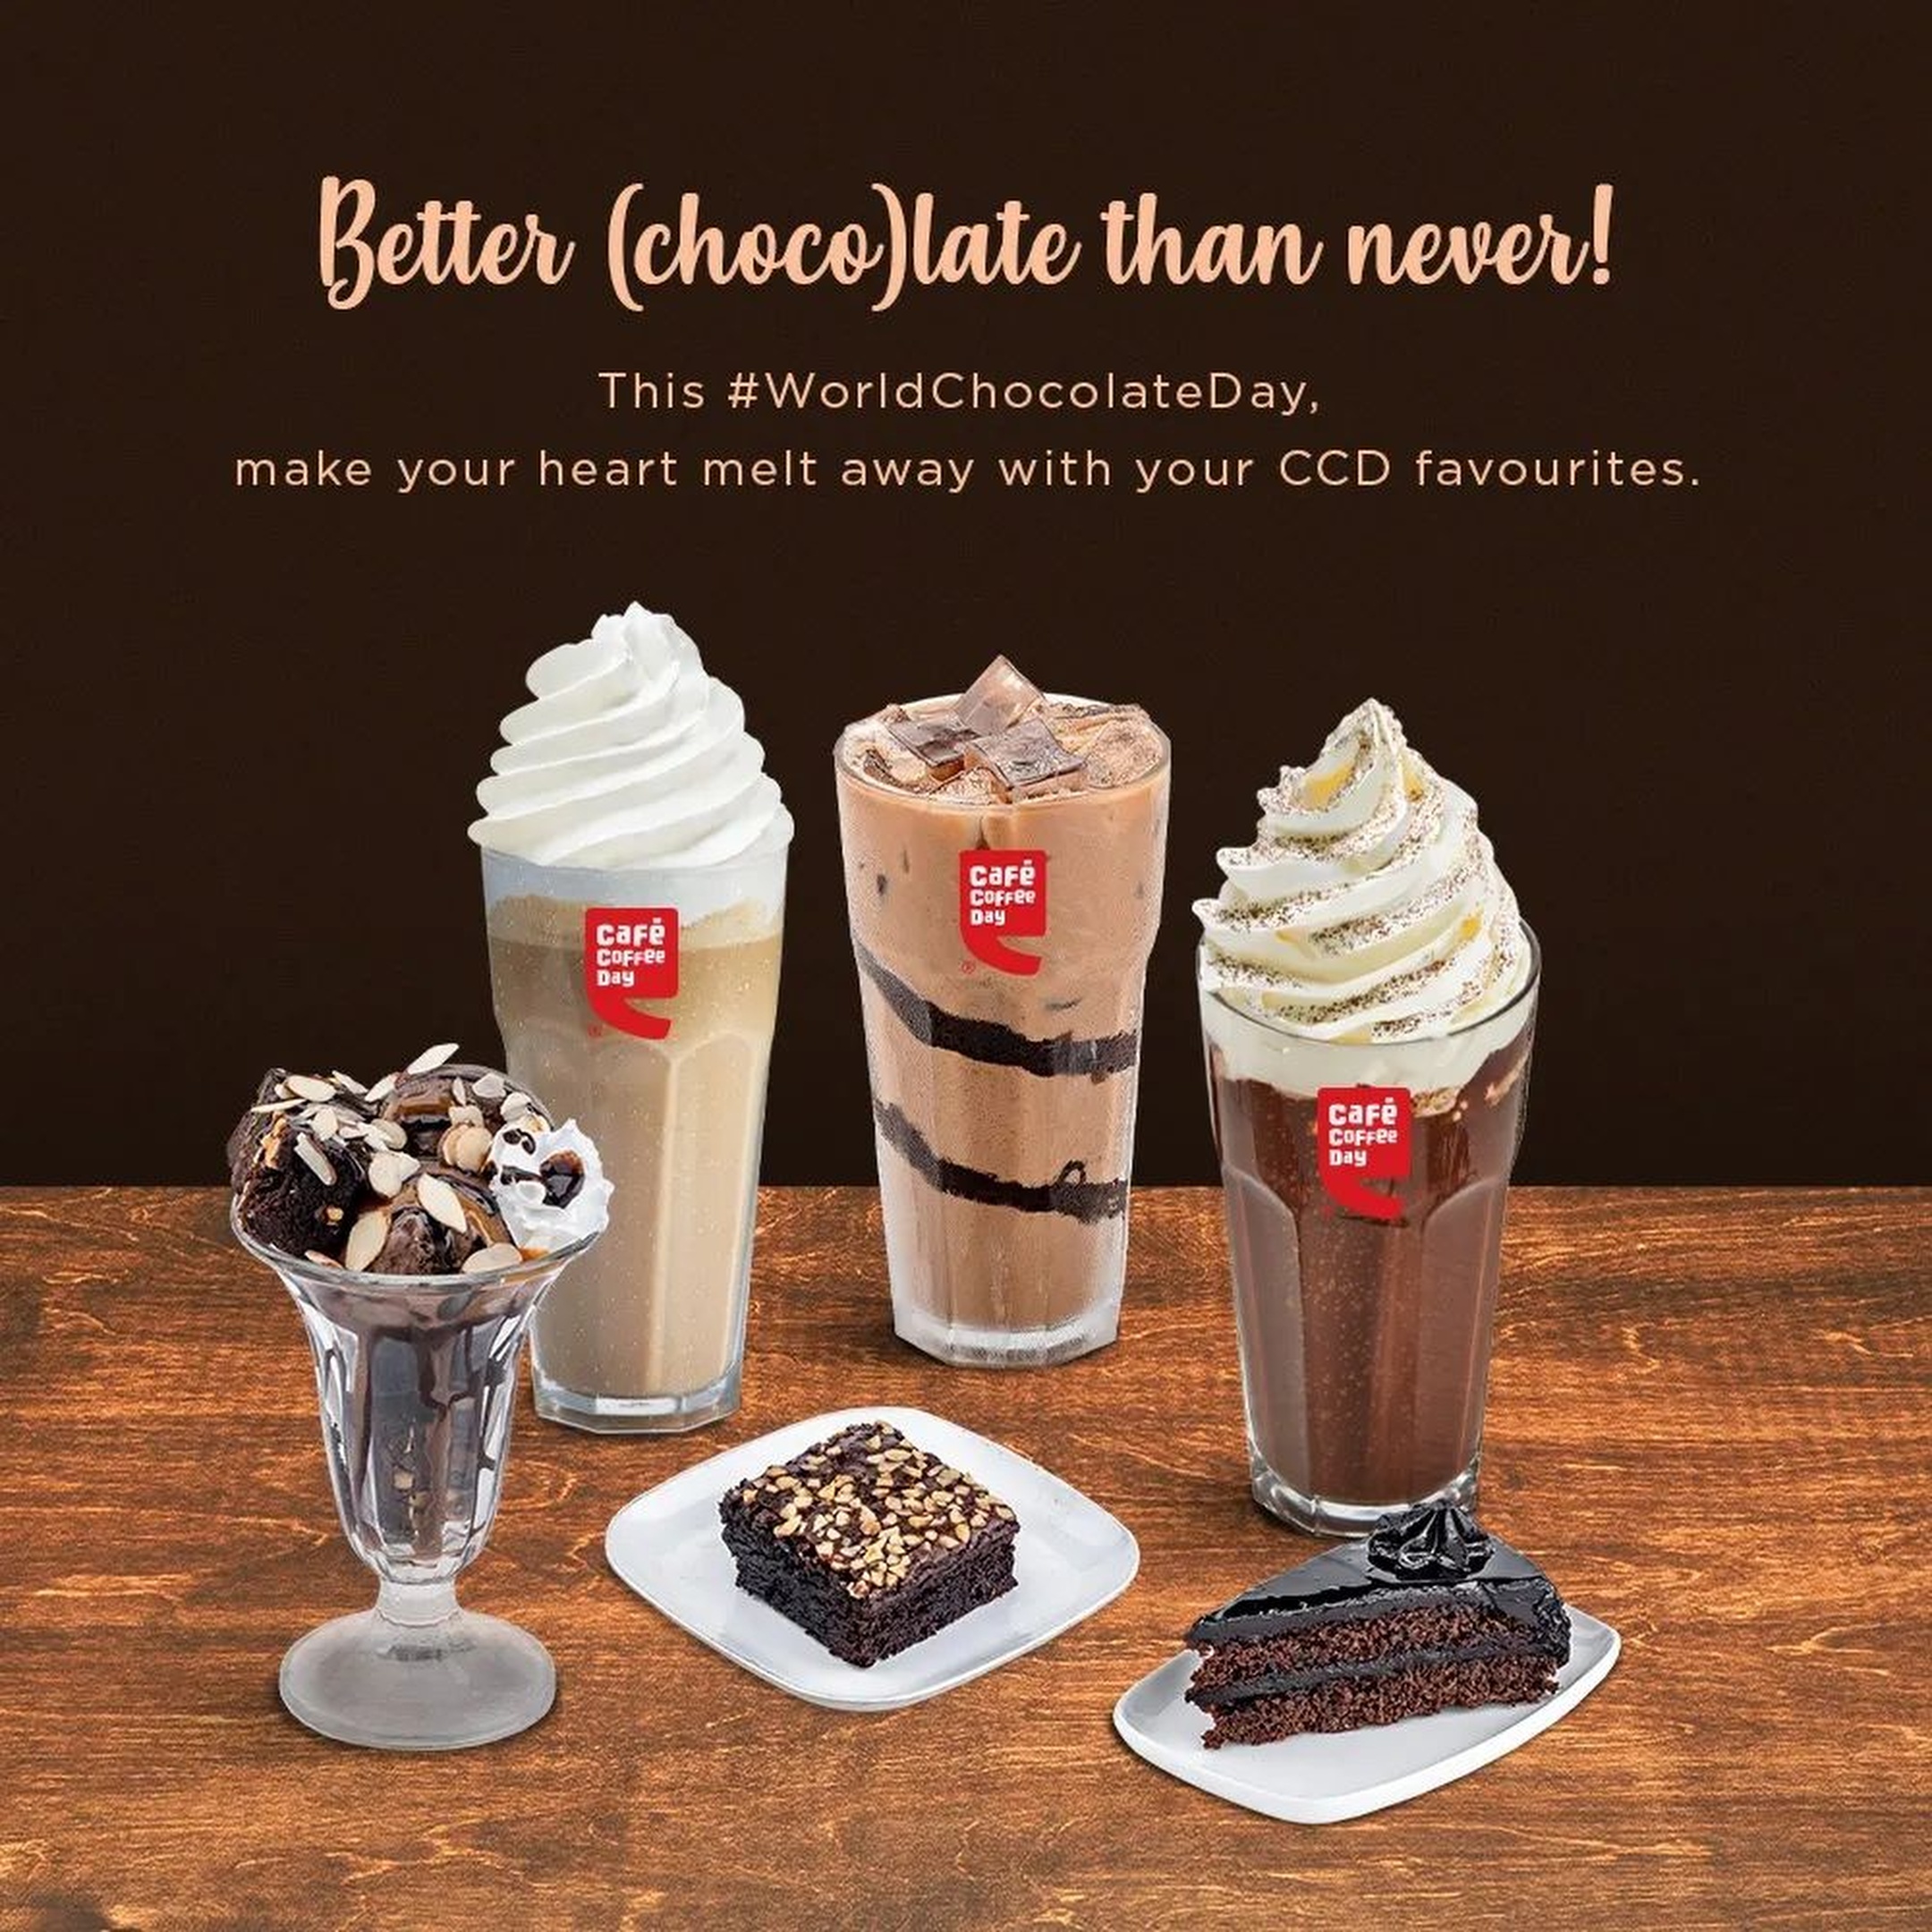 Better (choco)late than never!
This #WorldChocolateDay,
make your heart melt away with your CCD favourites.
Café
Coffee
Day
®
Café
Coffee
Day
®
Café
Coffee
Day